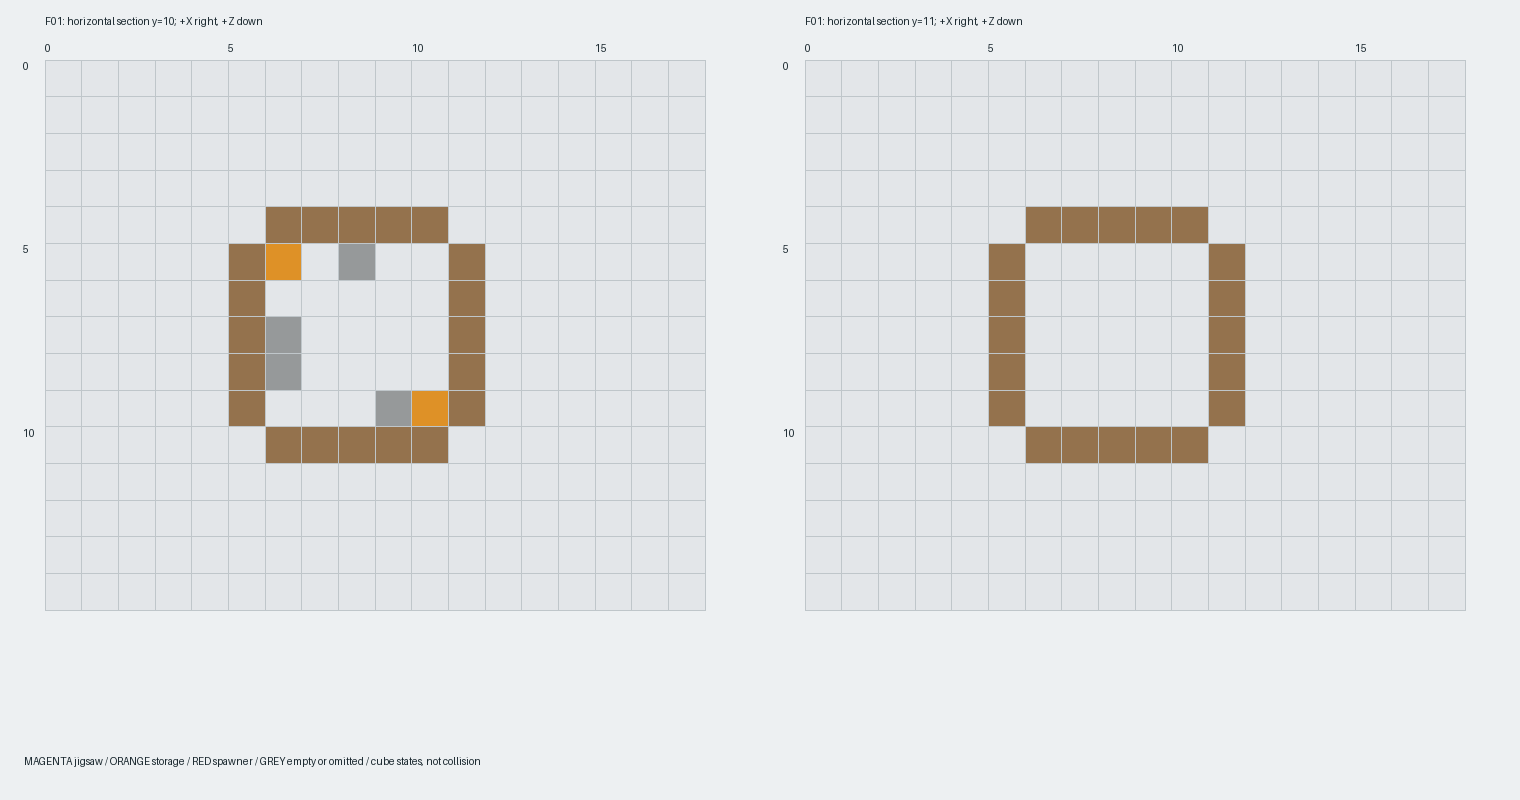 F01: horizontal section y=10; +X right, +Z down
F01: horizontal section y=11; +X right, +Z down
0 5 10 15
0 5 10 15
0 0
5 5
10 10
MAGENTA jigsaw / ORANGE storage / RED spawner / GREY empty or omitted / cube states, not collision